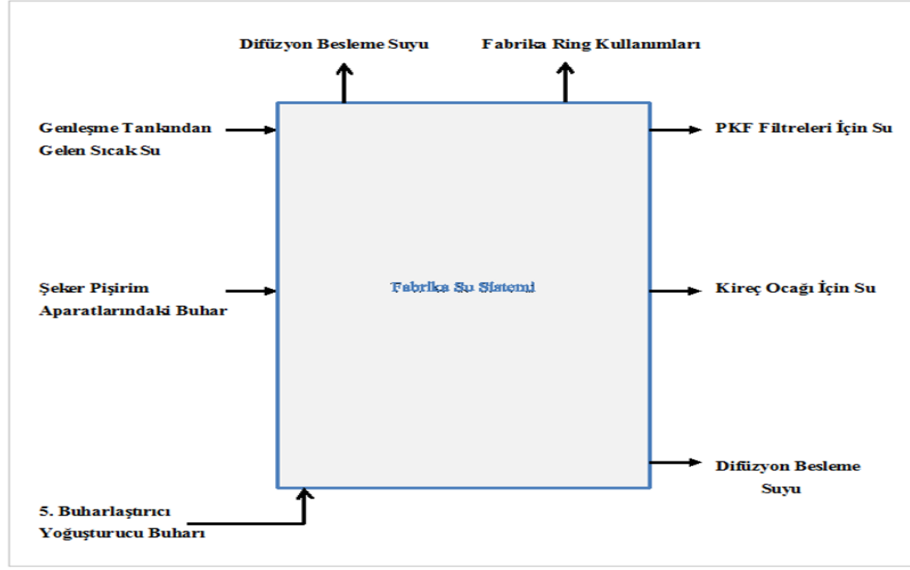 Difüzyon Besleme Suyu
Fabrika Ring Kullanımları
Genleşme Tankından
Gelen Sıcak Su
PKF Filtreleri İçin Su
Şeker Pişirim
Aparatlarındaki Buhar
Fabrika Su Sistemi
Kireç Ocağı İçin Su
Difüzyon Besleme
Suyu
5. Buharlaştırıcı
Yoğuşturucu Buharı